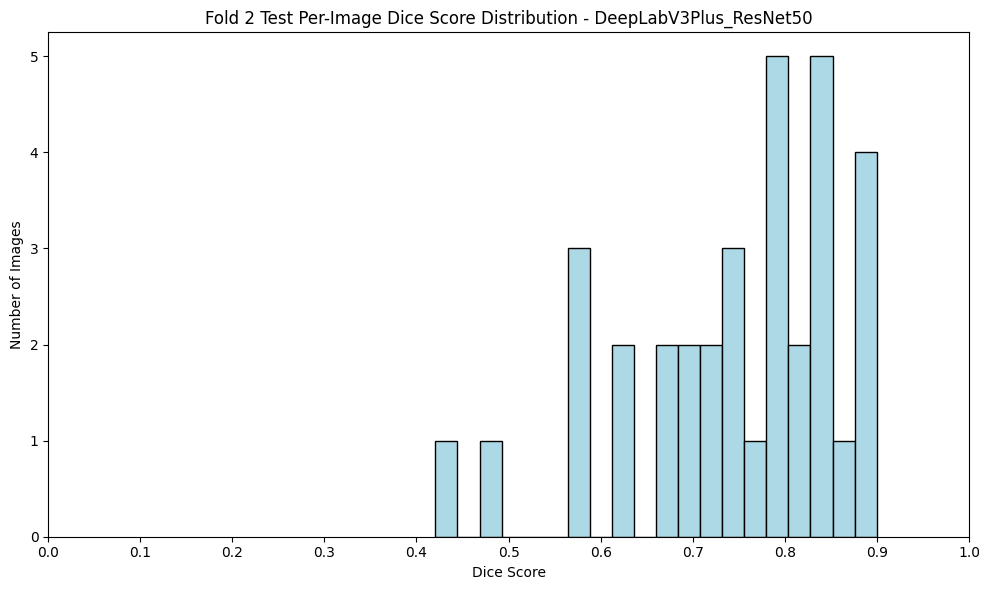 Fold 2 Test Per-Image Dice Score Distribution - DeepLabV3Plus_ResNet50
Number of Images
5
4
3
2
1
0
0.0 0.1 0.2 0.3 0.4 0.5 0.6 0.7 0.8 0.9 1.0
Dice Score